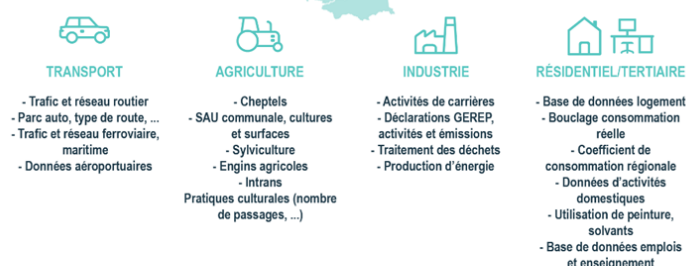 TRANSPORT
- Trafic et réseau routier
- Parc auto, type de route, ...
- Trafic et réseau ferroviaire,
maritime
- Données aéroportuaires
AGRICULTURE
- Cheptels
- SAU communale, cultures
et surfaces
- Sylviculture
- Engins agricoles
- Intrans
Pratiques culturales (nombre
de passages, ...)
INDUSTRIE
- Activités de carrières
- Déclarations GEREP,
activités et émissions
- Traitement des déchets
- Production d'énergie
RÉSIDENTIEL/TERTIAIRE
- Base de données logement
- Bouclage consommation
réelle
- Coefficient de
consommation régionale
- Données d'activités
domestiques
- Utilisation de peinture,
solvants
- Base de données emplois
et enseignement